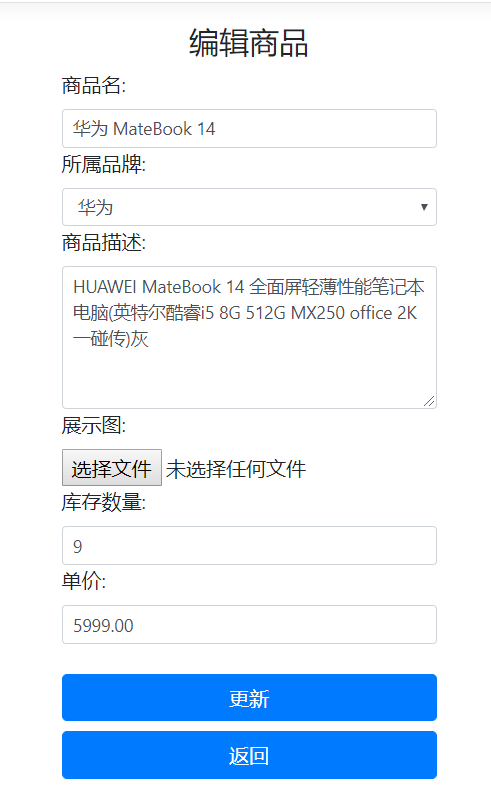 编辑商品
商品名:
华为 MateBook 14
所属品牌:
华为
商品描述:
HUAWEI MateBook 14 全面屏轻薄性能笔记本
电脑(英特尔酷睿i5 8G 512G MX250 office 2K
一碰传)灰
展示图:
选择文件 未选择任何文件
库存数量:
9
单价:
5999.00
更新
返回